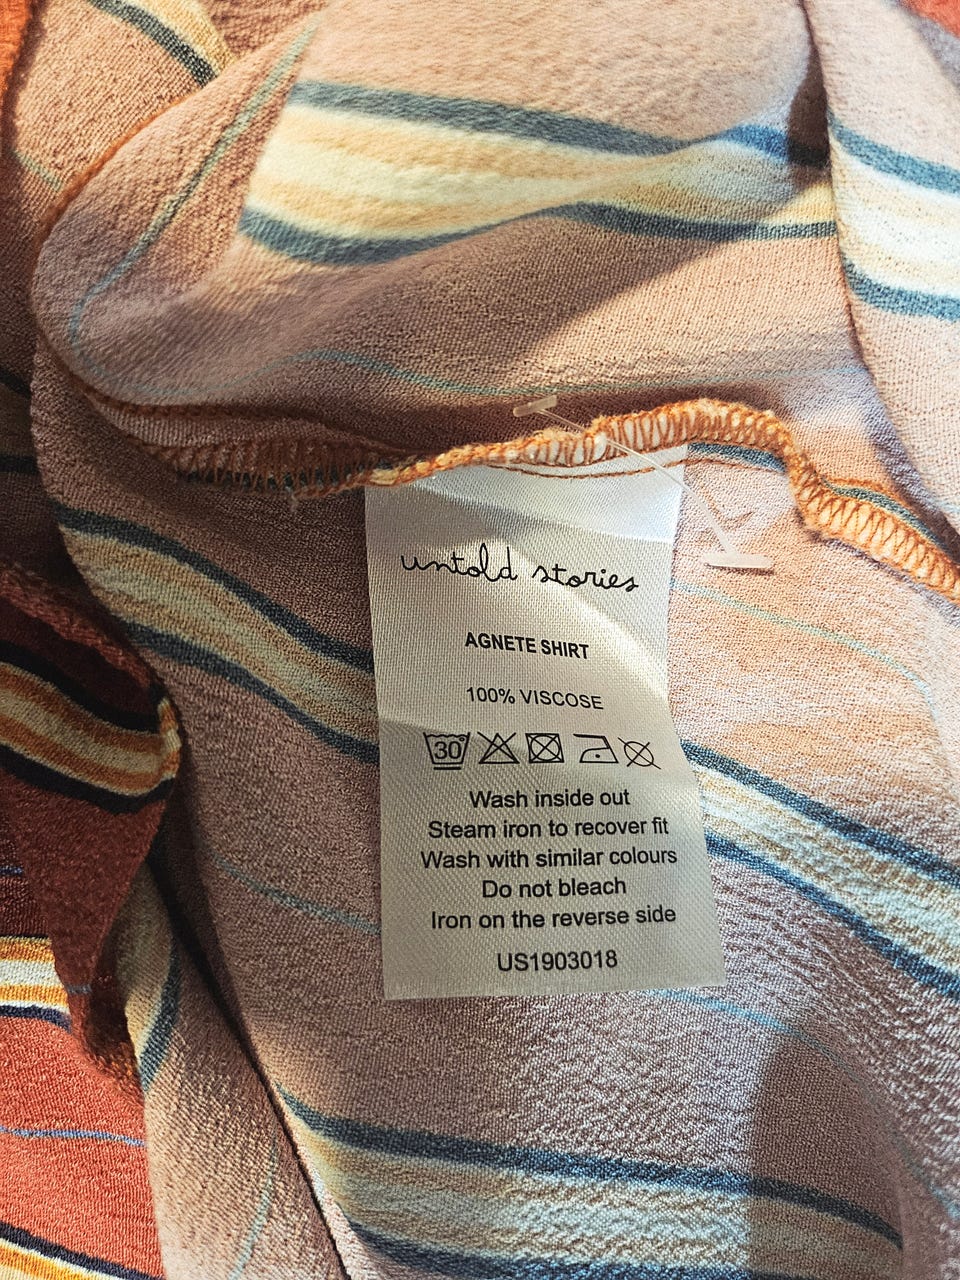 untold stories
AGNETE SHIRT
100% VISCOSE
30
Wash inside out
Steam iron to recover fit
Wash with similar colours
Do not bleach
Iron on the reverse side
US1903018